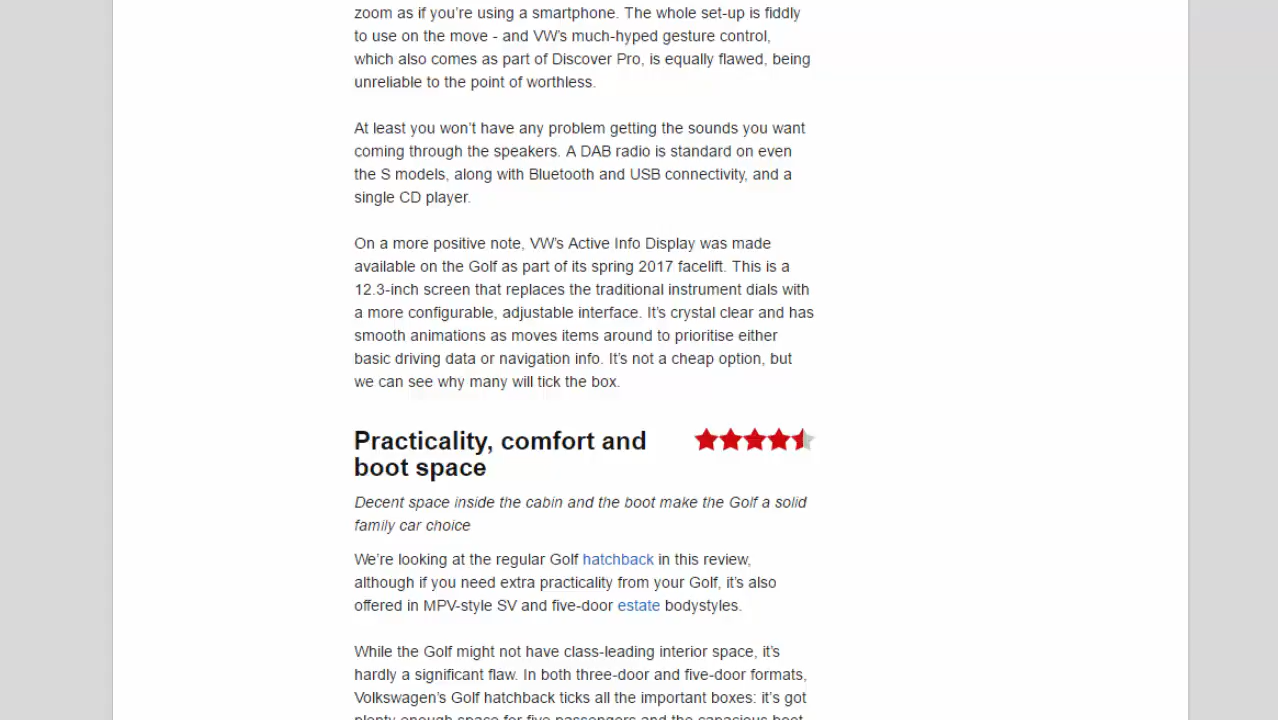 zoom as if you're using a smartphone. The whole set-up is fiddly
to use on the move - and VW's much-hyped gesture control,
which also comes as part of Discover Pro, is equally flawed, being
unreliable to the point of worthless.
At least you won't have any problem getting the sounds you want
coming through the speakers. A DAB radio is standard on even
the S models, along with Bluetooth and USB connectivity, and a
single CD player.
On a more positive note, VW's Active Info Display was made
available on the Golf as part of its spring 2017 facelift. This is a
12.3-inch screen that replaces the traditional instrument dials with
a more configurable, adjustable interface. It's crystal clear and has
smooth animations as moves items around to prioritise either
basic driving data or navigation info. It's not a cheap option, but
we can see why many will tick the box.
Practicality, comfort and
boot space
Decent space inside the cabin and the boot make the Golf a solid
family car choice
We're looking at the regular Golf hatchback in this review,
although if you need extra practicality from your Golf, it's also
offered in MPV-style SV and five-door estate bodystyles.
While the Golf might not have class-leading interior space, it's
hardly a significant flaw. In both three-door and five-door formats,
Volkswagen's Golf hatchback ticks all the important boxes: it's got
plenty enough space for five passengers and the capacious boot